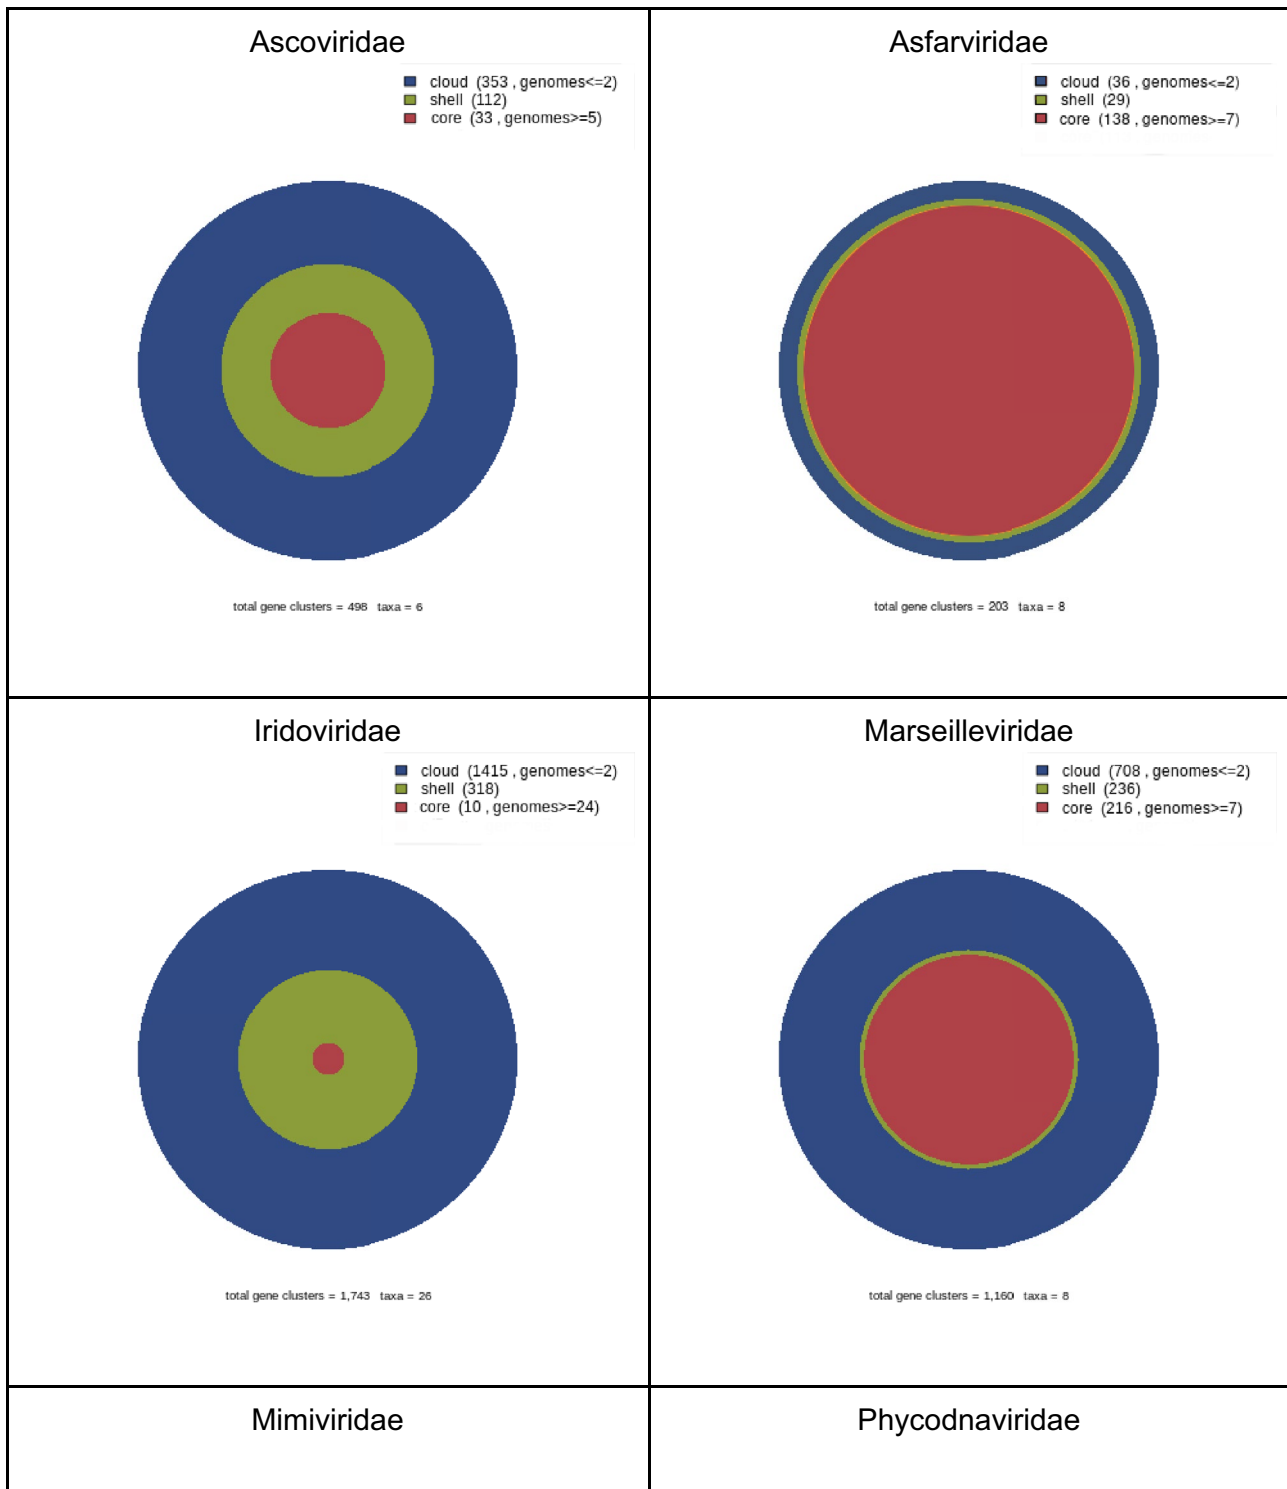 Ascoviridae
cloud (353 , genomes<=2)
shell (112)
core (33 , genomes>=5)
total gene clusters = 498 taxa = 6
Asfarviridae
cloud (36 , genomes<=2)
shell (29)
core (138 , genomes>=7)
total gene clusters = 203 taxa = 8
Iridoviridae
cloud (1415 , genomes<=2)
shell (318)
core (10 , genomes>=24)
total gene clusters = 1,743 taxa = 26
Marseilleviridae
cloud (708 , genomes<=2)
shell (236)
core (216 , genomes>=7)
total gene clusters = 1,160 taxa = 8
Mimiviridae
Phycodnaviridae